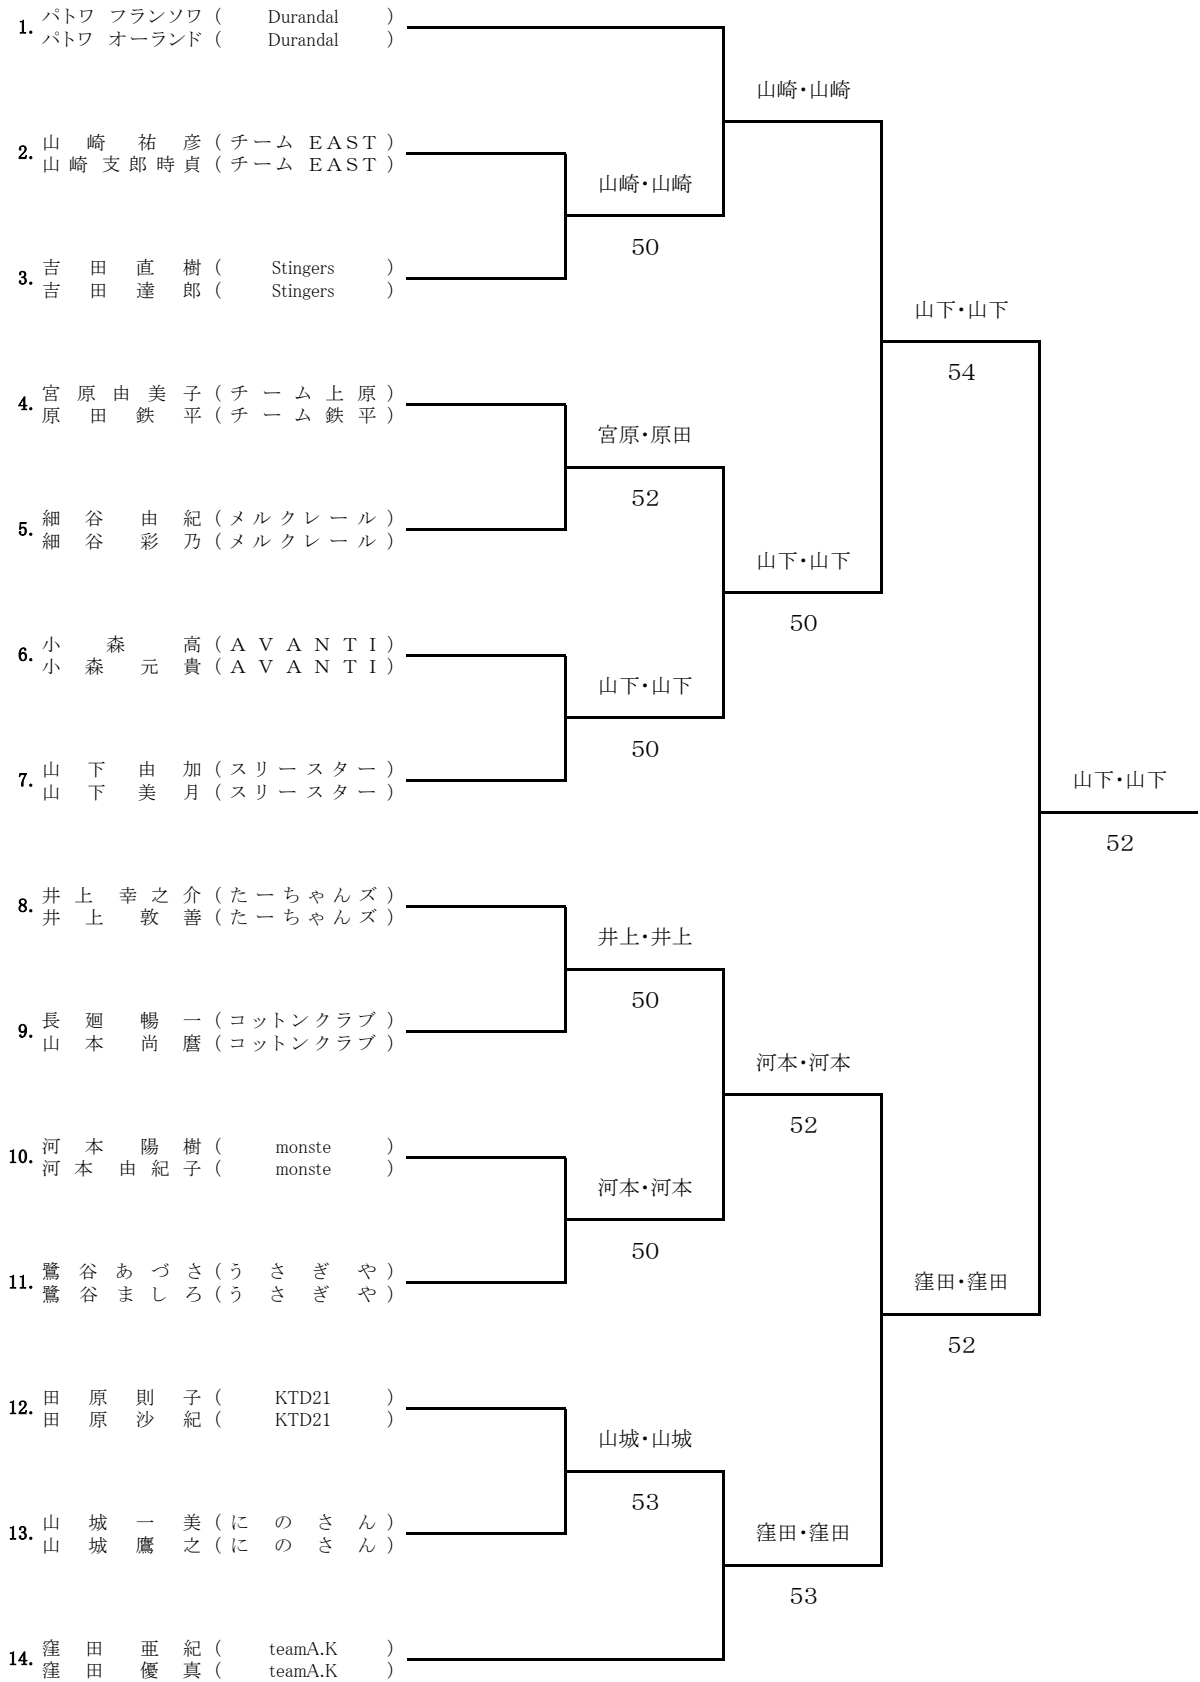 1. パトワ フランソワ ( Durandal )
パトワ オーランド ( Durandal )
山崎・山崎
2. 山崎祐彦 (チーム EAST)
山崎支郎時貞 (チーム EAST)
山崎・山崎
50
3. 吉田直樹 ( Stingers )
吉田達郎 ( Stingers )
山下・山下
54
4. 宮原由美子 (チーム上原)
原田鉄平 (チーム鉄平)
宮原・原田
52
5. 細谷由紀 (メルクレール)
細谷彩乃 (メルクレール)
山下・山下
50
6. 小森高 (AVANTI)
小森元貴 (AVANTI)
山下・山下
50
7. 山下由加 (スリースター)
山下美月 (スリースター)
山下・山下
52
8. 井上幸之介 (たーちゃんズ)
井上敦善 (たーちゃんズ)
井上・井上
50
9. 長廻暢一 (コットンクラブ)
山本尚麿 (コットンクラブ)
河本・河本
52
10. 河本陽樹 ( monste )
河本由紀子 ( monste )
河本・河本
50
11. 鷺谷あづさ (うさぎや)
鷺谷ましろ (うさぎや)
窪田・窪田
52
12. 田原則子 ( KTD21 )
田原沙紀 ( KTD21 )
山城・山城
53
13. 山城一美 (にのさん)
山城鷹之 (にのさん)
窪田・窪田
53
14. 窪田亜紀 ( teamA.K )
窪田優真 ( teamA.K )